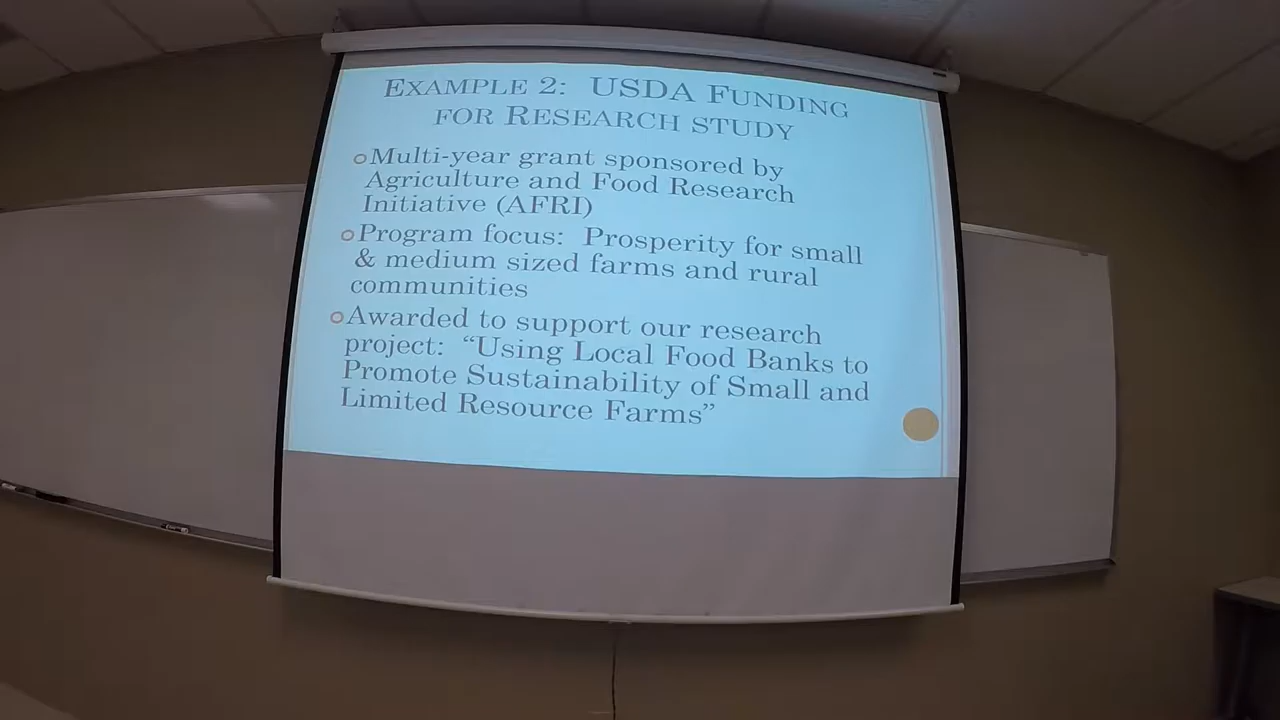 EXAMPLE 2: USDA FUNDING
FOR RESEARCH STUDY
Multi-year grant sponsored by
Agriculture and Food Research
Initiative (AFRI)
Program focus: Prosperity for small
& medium sized farms and rural
communities
Awarded to support our research
project: “Using Local Food Banks to
Promote Sustainability of Small and
Limited Resource Farms”